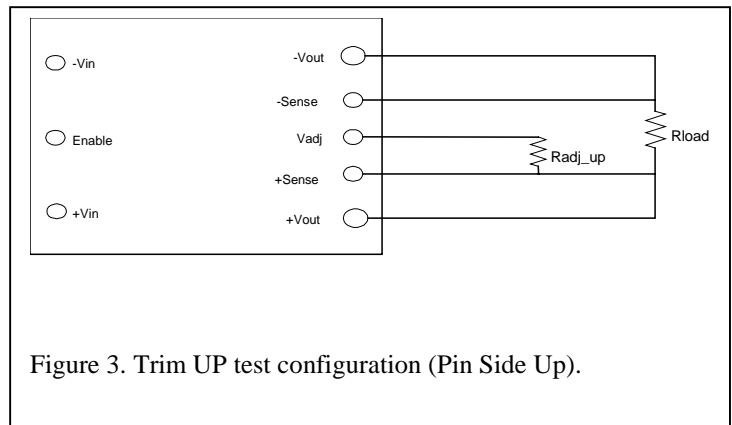 -Vin
-Vout
-Sense
Enable
Vadj
Radj_up
Rload
+Sense
+Vin
+Vout
Figure 3. Trim UP test configuration (Pin Side Up).